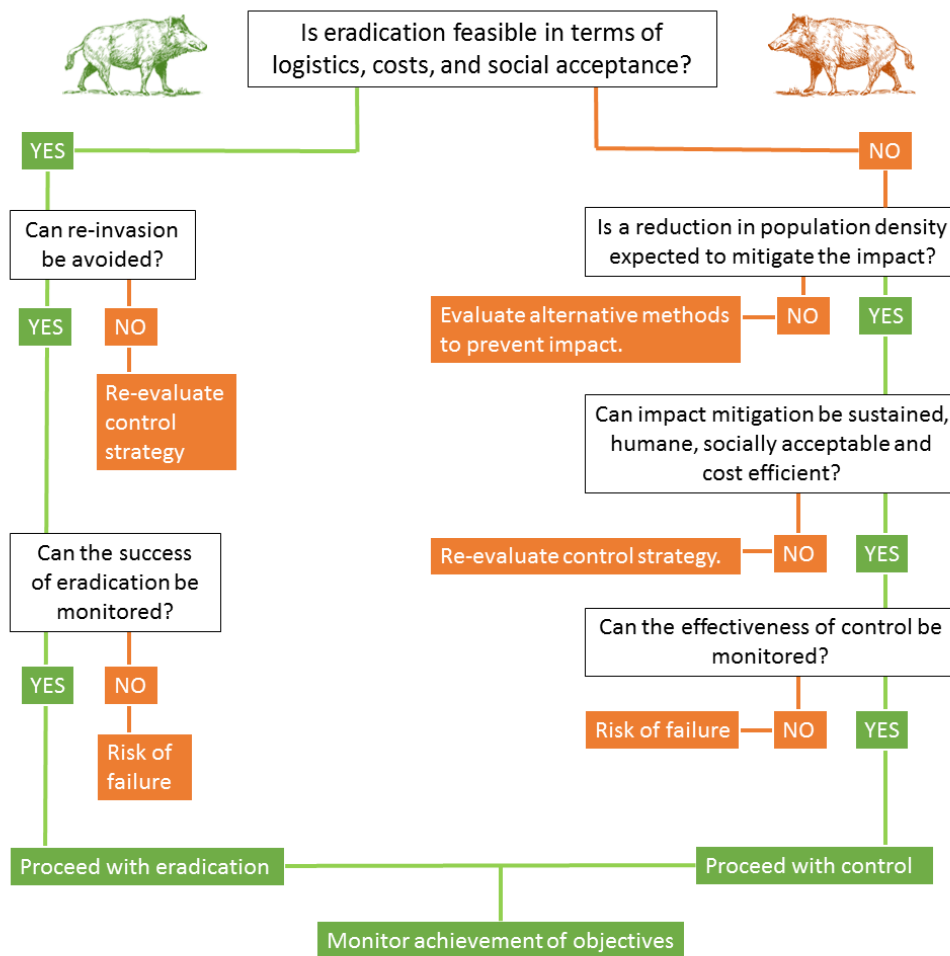 Is eradication feasible in terms of
logistics, costs, and social acceptance?
YES
NO
Can re-invasion
be avoided?
YES
NO
Re-evaluate
control
strategy
Can the success
of eradication be
monitored?
YES
NO
Risk of
failure
Proceed with eradication
Is a reduction in population density
expected to mitigate the impact?
Evaluate alternative methods
to prevent impact.
NO
YES
Can impact mitigation be sustained,
humane, socially acceptable and
cost efficient?
Re-evaluate control strategy.
NO
YES
Can the effectiveness of control be
monitored?
Risk of failure
NO
YES
Proceed with control
Monitor achievement of objectives